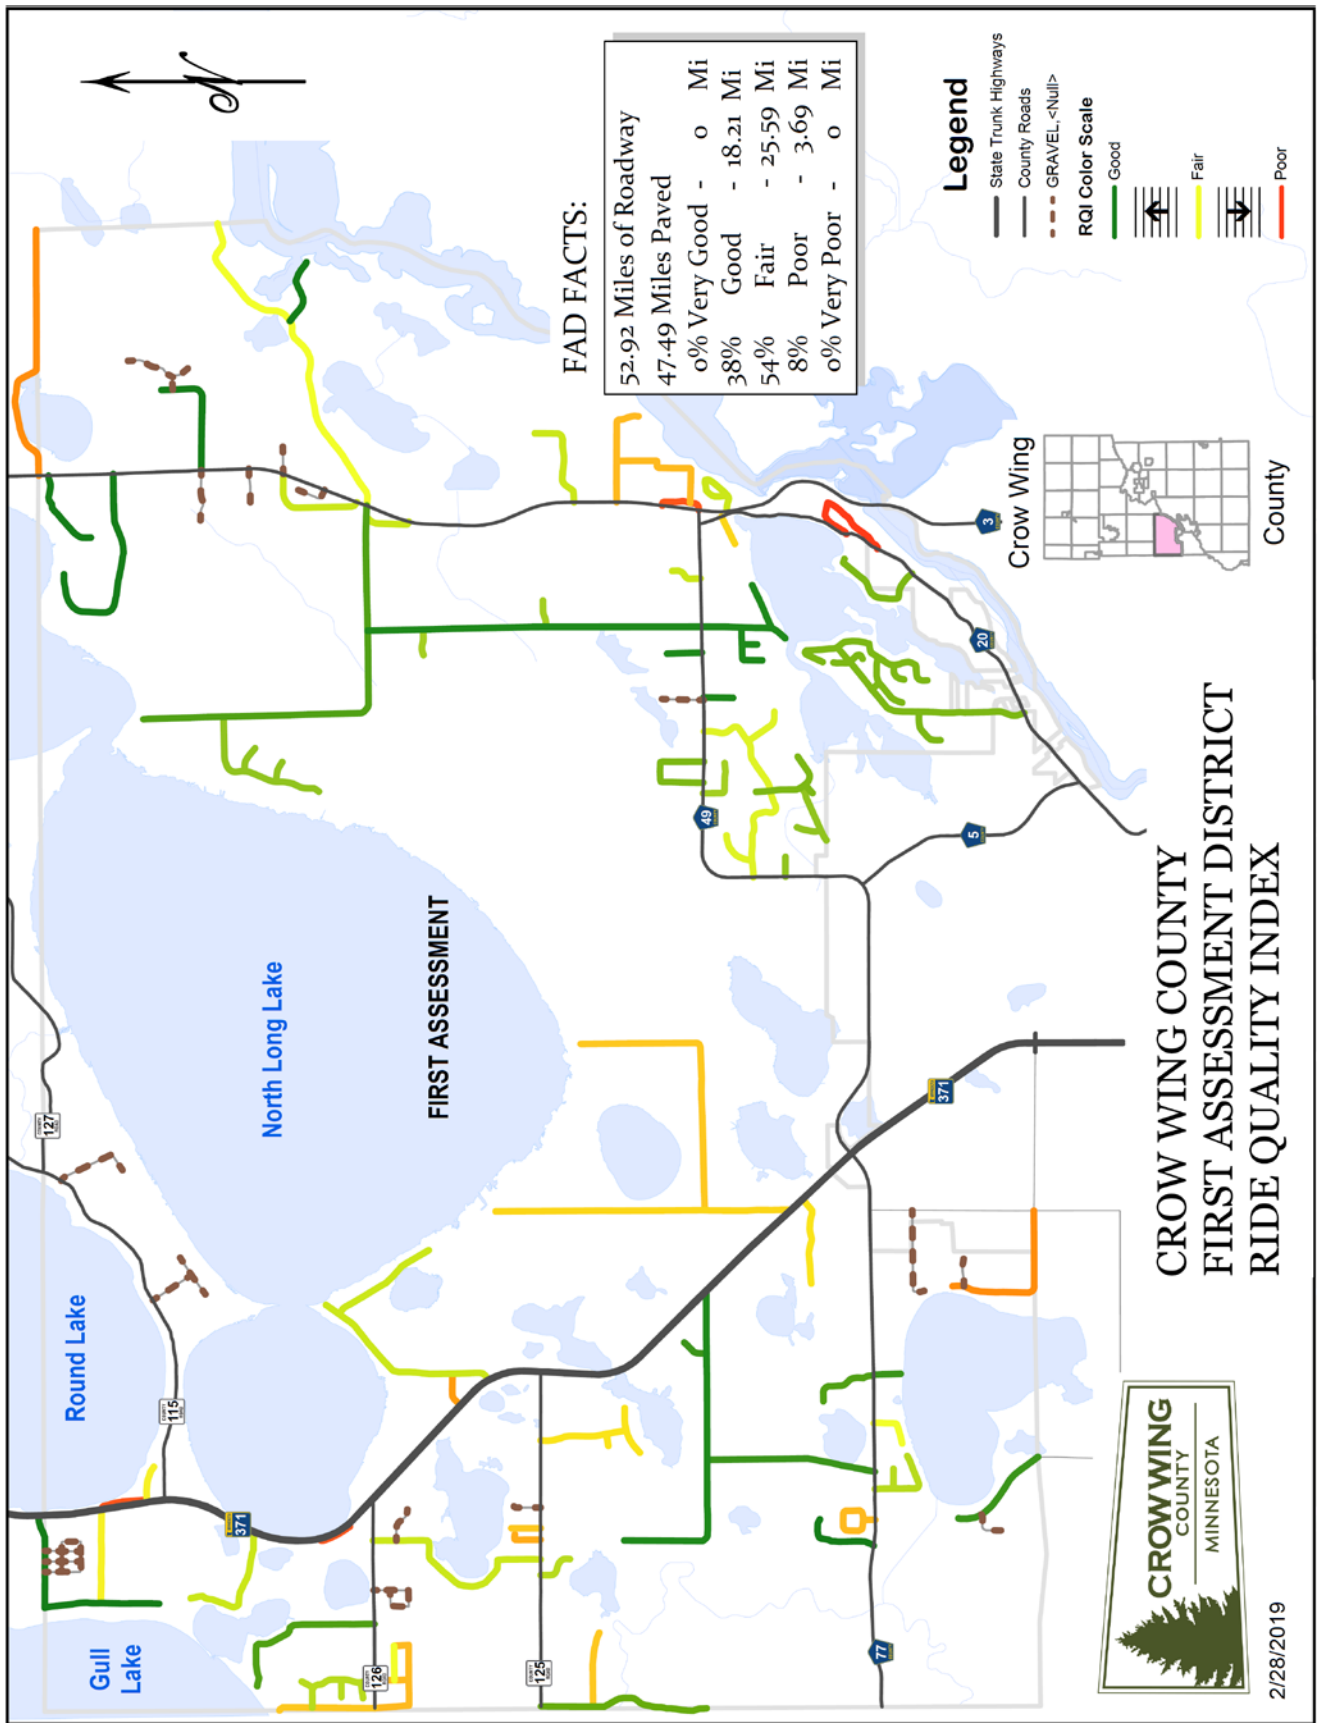 Gull
Lake
Round Lake
North Long Lake
FIRST ASSESSMENT
COUNTY
127
COUNTY
115
371
COUNTY
126
COUNTY
125
77
371
49
5
20
3
N
FAD FACTS:
52.92 Miles of Roadway
47.49 Miles Paved
0% Very Good - 0 Mi
38% Good - 18.21 Mi
54% Fair - 25.59 Mi
8% Poor - 3.69 Mi
0% Very Poor - 0 Mi
Legend
State Trunk Highways
County Roads
GRAVEL,<Null>
RQI Color Scale
Good
Fair
Poor
Crow Wing
County
CROW WING COUNTY
FIRST ASSESSMENT DISTRICT
RIDE QUALITY INDEX
CROW WING
COUNTY
MINNESOTA
2/28/2019